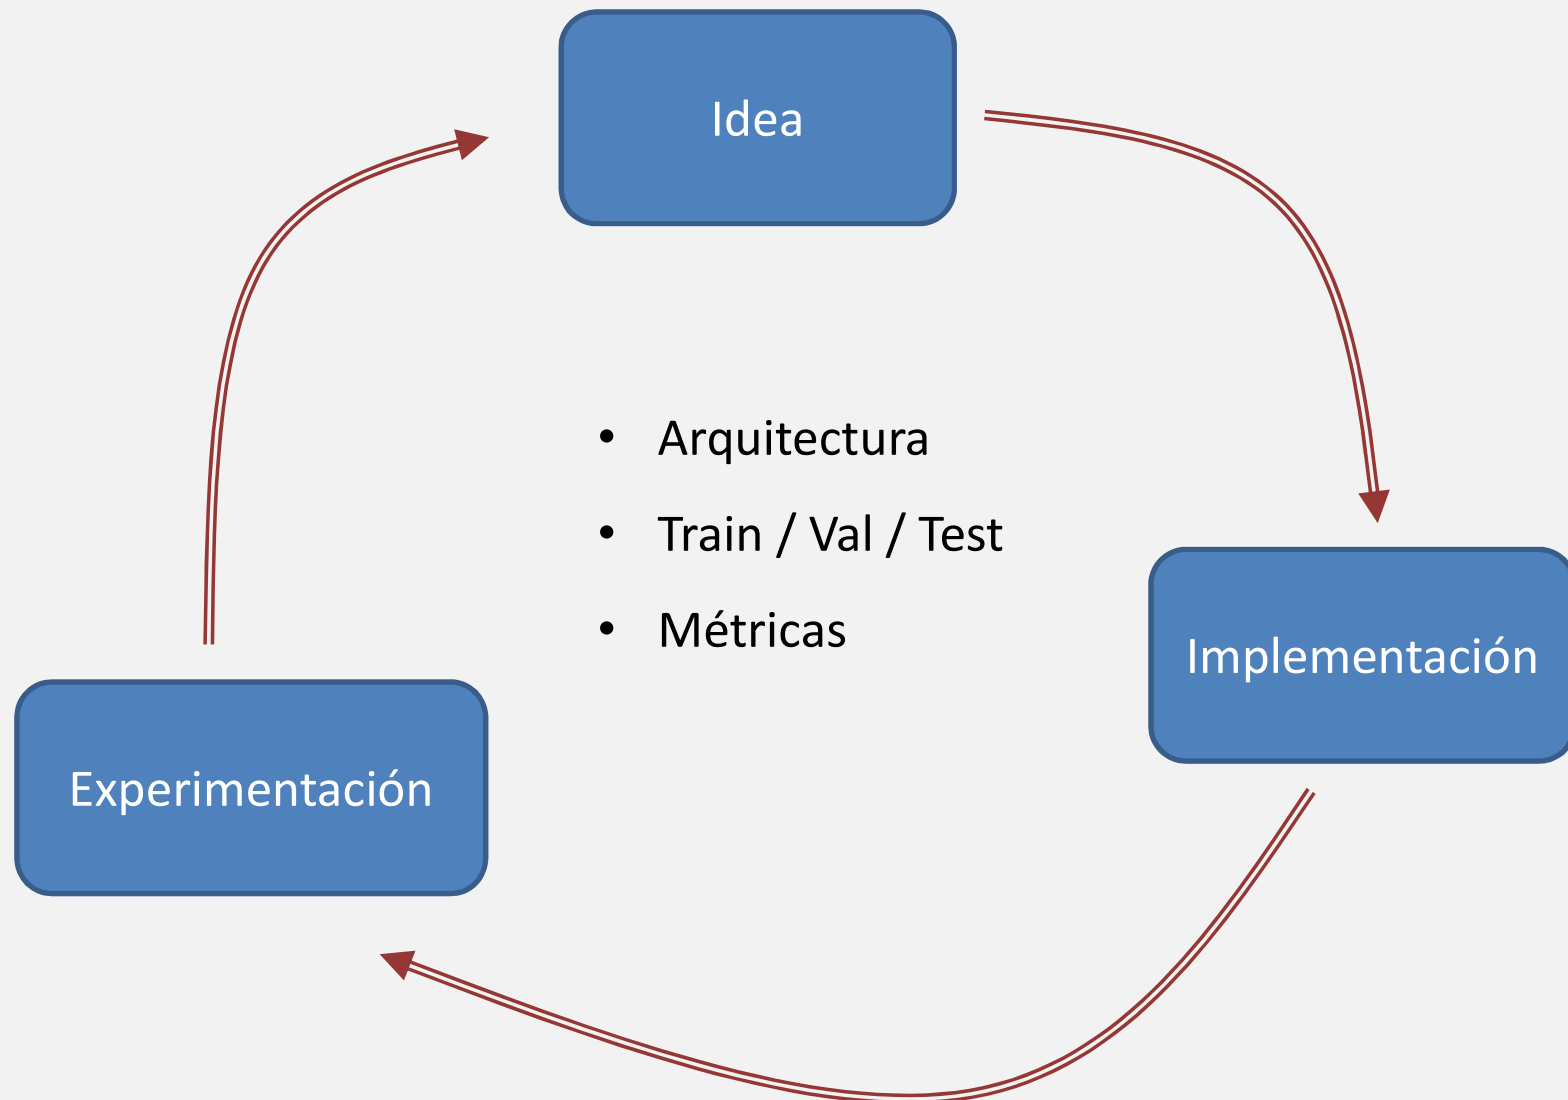 Idea
• Arquitectura
• Train / Val / Test
• Métricas
Implementación
Experimentación